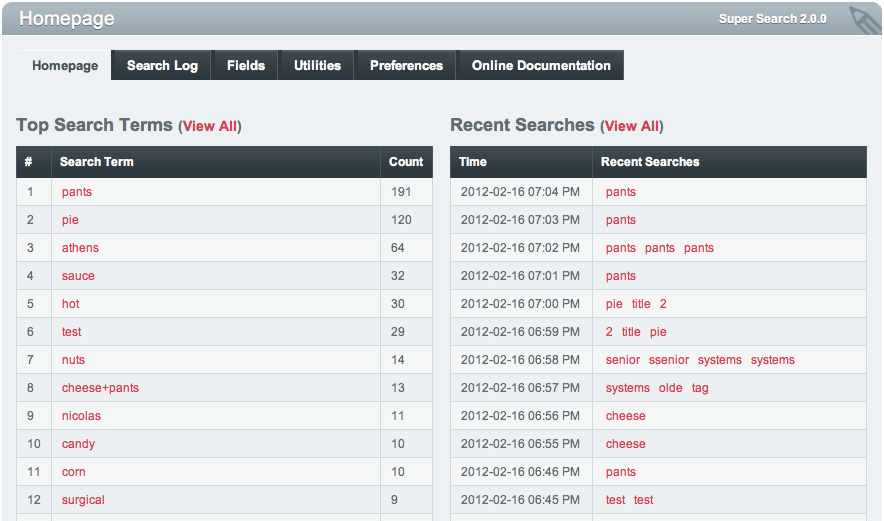 Homepage Super Search 2.0.0
Homepage Search Log Fields Utilities Preferences Online Documentation
Top Search Terms (View All)
# Search Term Count
1 pants 191
2 pie 120
3 athens 64
4 sauce 32
5 hot 30
6 test 29
7 nuts 14
8 cheese+pants 13
9 nicolas 11
10 candy 10
11 corn 10
12 surgical 9
Recent Searches (View All)
Time Recent Searches
2012-02-16 07:04 PM pants
2012-02-16 07:03 PM pants
2012-02-16 07:02 PM pants pants pants
2012-02-16 07:01 PM pants
2012-02-16 07:00 PM pie title 2
2012-02-16 06:59 PM 2 title pie
2012-02-16 06:58 PM senior ssenior systems systems
2012-02-16 06:57 PM systems olde tag
2012-02-16 06:56 PM cheese
2012-02-16 06:55 PM cheese
2012-02-16 06:46 PM pants
2012-02-16 06:45 PM test test